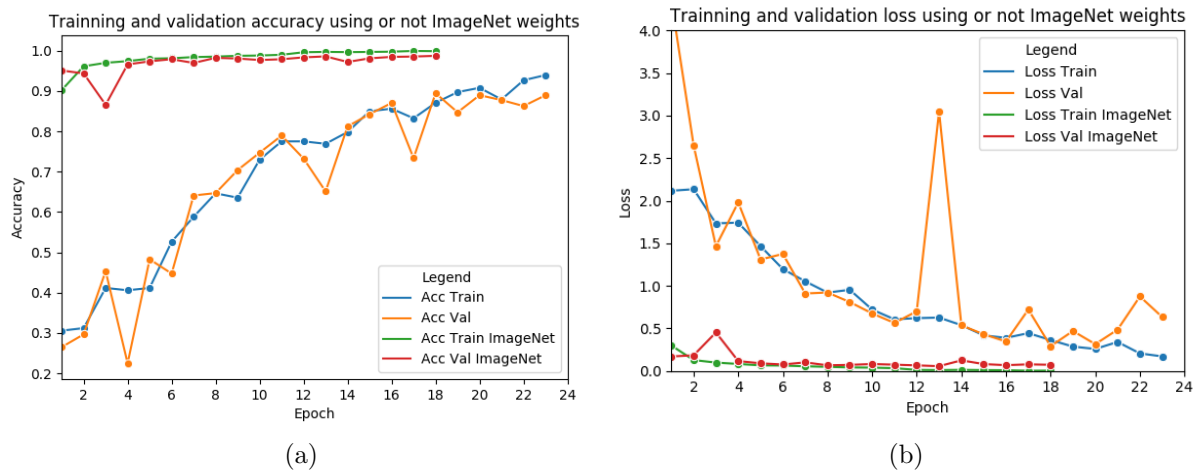 Trainning and validation accuracy using or not ImageNet weights
1.0
0.9
0.8
0.7
0.6
0.5
0.4
0.3
0.2
Accuracy
Legend
Acc Train
Acc Val
Acc Train ImageNet
Acc Val ImageNet
2 4 6 8 10 12 14 16 18 20 22 24
Epoch
(a)
Trainning and validation loss using or not ImageNet weights
4.0
3.5
3.0
2.5
2.0
1.5
1.0
0.5
0.0
Loss
Legend
Loss Train
Loss Val
Loss Train ImageNet
Loss Val ImageNet
2 4 6 8 10 12 14 16 18 20 22 24
Epoch
(b)